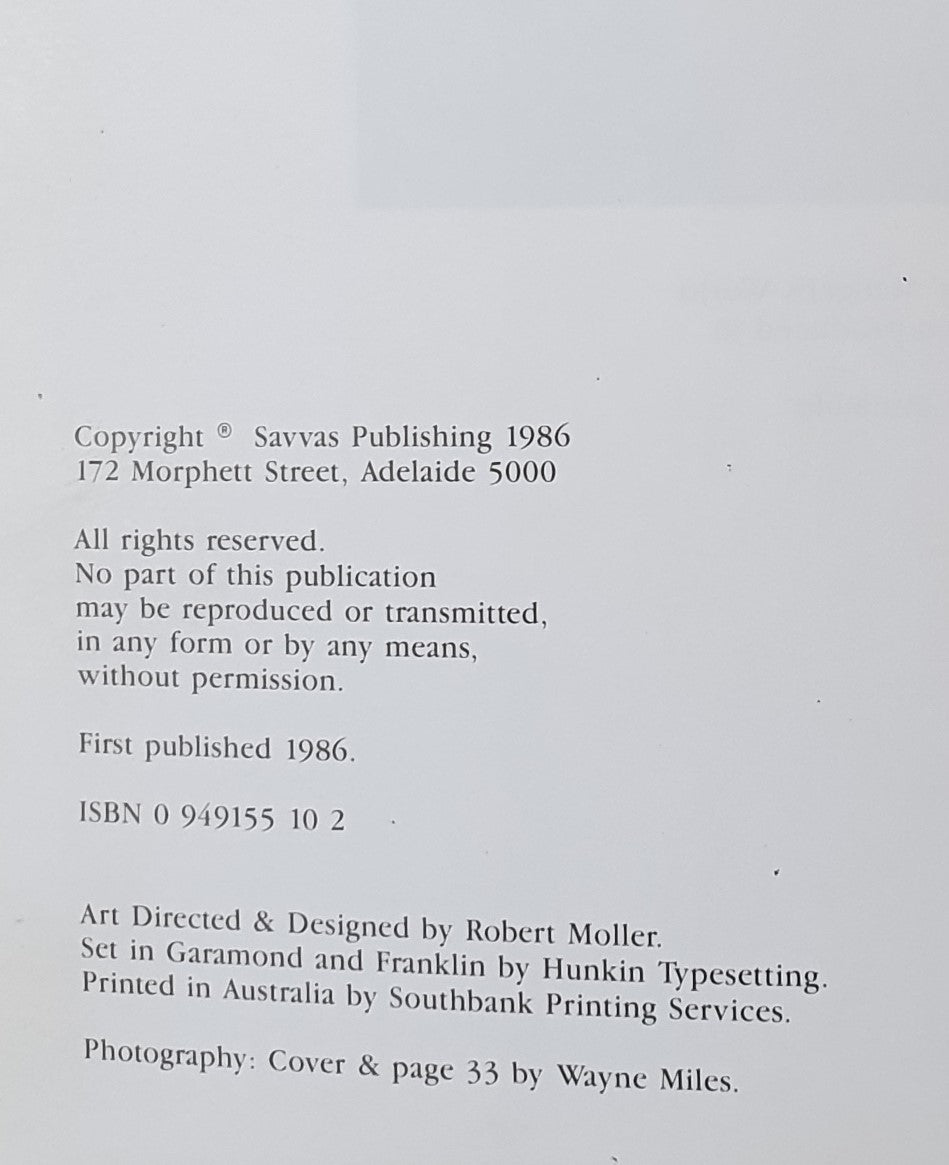 Copyright ® Savvas Publishing 1986
172 Morphett Street, Adelaide 5000
All rights reserved.
No part of this publication
may be reproduced or transmitted,
in any form or by any means,
without permission.
First published 1986.
ISBN 0 949155 10 2
Art Directed & Designed by Robert Moller.
Set in Garamond and Franklin by Hunkin Typesetting.
Printed in Australia by Southbank Printing Services.
Photography: Cover & page 33 by Wayne Miles.